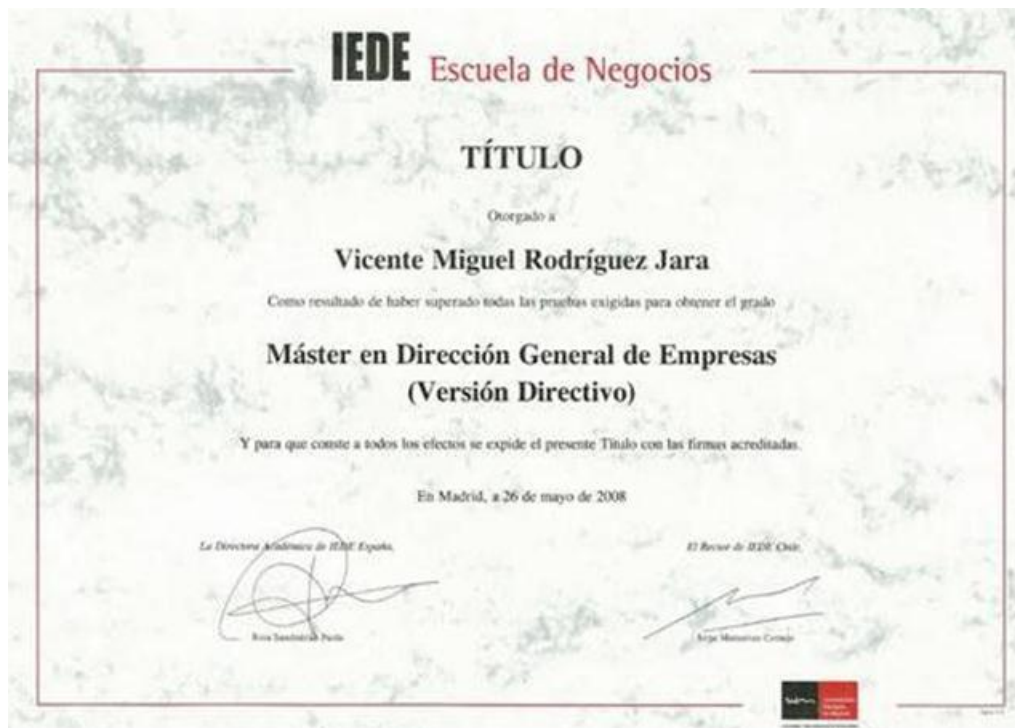 IEDE Escuela de Negocios
TÍTULO
Otorgado a
Vicente Miguel Rodríguez Jara
Como resultado de haber superado todas las pruebas exigidas para obtener el grado
Máster en Dirección General de Empresas
(Versión Directivo)
Y para que conste a todos los efectos se expide el presente Título con las firmas acreditadas.
En Madrid, a 26 de mayo de 2008
La Directora Académica de IEDE España,
El Rector de IEDE Chile,
Rosa
Jorge